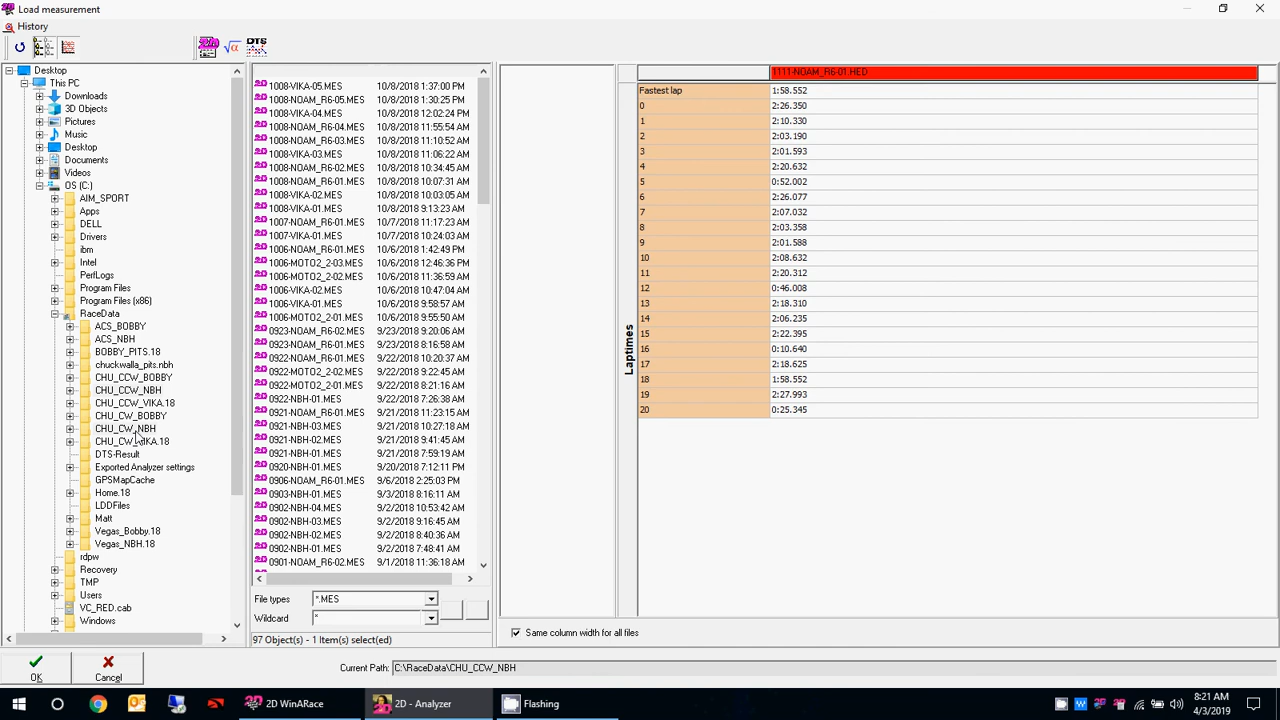 Load measurement
History
DTS
Desktop
This PC
Downloads
3D Objects
Pictures
Music
Desktop
Documents
Videos
OS (C:)
AIM_SPORT
Apps
DELL
Drivers
ibm
Intel
PerfLogs
Program Files
Program Files (x86)
RaceData
ACS_BOBBY
ACS_NBH
BOBBY_PITS.18
chuckwalla_pits.nbh
CHU_CCW_BOBBY
CHU_CCW_NBH
CHU_CCW_VIKA.18
CHU_CW_BOBBY
CHU_CW_NBH
CHU_CW_VIKA.18
DTS-Result
Exported Analyzer settings
GPSMapCache
Home.18
LDDFiles
Matt
Vegas_Bobby.18
Vegas_NBH.18
rdpw
Recovery
TMP
Users
VC_RED.cab
Windows
1008-VIKA-05.MES 10/8/2018 1:37:00 PM
1008-NOAM_R6-05.MES 10/8/2018 1:30:25 PM
1008-VIKA-04.MES 10/8/2018 12:02:24 PM
1008-NOAM_R6-04.MES 10/8/2018 11:55:54 AM
1008-NOAM_R6-03.MES 10/8/2018 11:10:52 AM
1008-VIKA-03.MES 10/8/2018 11:06:22 AM
1008-NOAM_R6-02.MES 10/8/2018 10:34:45 AM
1008-NOAM_R6-01.MES 10/8/2018 10:07:31 AM
1008-VIKA-02.MES 10/8/2018 10:03:05 AM
1008-VIKA-01.MES 10/8/2018 9:13:23 AM
1007-NOAM_R6-01.MES 10/7/2018 11:17:23 AM
1007-VIKA-01.MES 10/7/2018 10:24:03 AM
1006-NOAM_R6-01.MES 10/6/2018 1:42:49 PM
1006-MOTO2_2-03.MES 10/6/2018 12:46:36 PM
1006-MOTO2_2-02.MES 10/6/2018 11:36:59 AM
1006-VIKA-02.MES 10/6/2018 10:47:04 AM
1006-VIKA-01.MES 10/6/2018 9:58:57 AM
1006-MOTO2_2-01.MES 10/6/2018 9:55:50 AM
0923-NOAM_R6-02.MES 9/23/2018 9:20:06 AM
0923-NOAM_R6-01.MES 9/23/2018 8:16:58 AM
0922-NOAM_R6-01.MES 9/22/2018 10:20:37 AM
0922-MOTO2_2-02.MES 9/22/2018 8:54:25 AM
0922-MOTO2_2-01.MES 9/22/2018 8:21:16 AM
0922-NBH-01.MES 9/22/2018 7:26:38 AM
0921-NOAM_R6-01.MES 9/21/2018 11:23:15 AM
0921-NBH-03.MES 9/21/2018 10:27:18 AM
0921-NBH-02.MES 9/21/2018 9:41:45 AM
0921-NBH-01.MES 9/21/2018 7:59:19 AM
0920-NBH-01.MES 9/20/2018 7:12:11 PM
0906-NOAM_R6-01.MES 9/6/2018 2:25:03 PM
0903-NBH-01.MES 9/3/2018 8:16:11 AM
0902-NBH-04.MES 9/2/2018 10:53:42 AM
0902-NBH-03.MES 9/2/2018 9:16:45 AM
0902-NBH-02.MES 9/2/2018 8:40:36 AM
0902-NBH-01.MES 9/2/2018 7:48:41 AM
0901-NOAM_R6-02.MES 9/1/2018 11:36:18 AM
File types *.MES
Wildcard *
97 Object(s) - 1 Item(s) select(ed)
1111-NOAM_R6-01.HED
Laptimes
Fastest lap 1:58.552
0 2:26.350
1 2:10.330
2 2:03.190
3 2:01.593
4 2:20.632
5 0:52.002
6 2:26.077
7 2:07.032
8 2:03.358
9 2:01.588
10 2:08.632
11 2:20.312
12 0:46.008
13 2:18.310
14 2:06.235
15 2:22.395
16 0:10.640
17 2:18.625
18 1:58.552
19 2:27.993
20 0:25.345
Same column width for all files
OK
Cancel
Current Path: C:\RaceData\CHU_CCW_NBH
2D WinARace
2D - Analyzer
Flashing
8:21 AM
4/3/2019